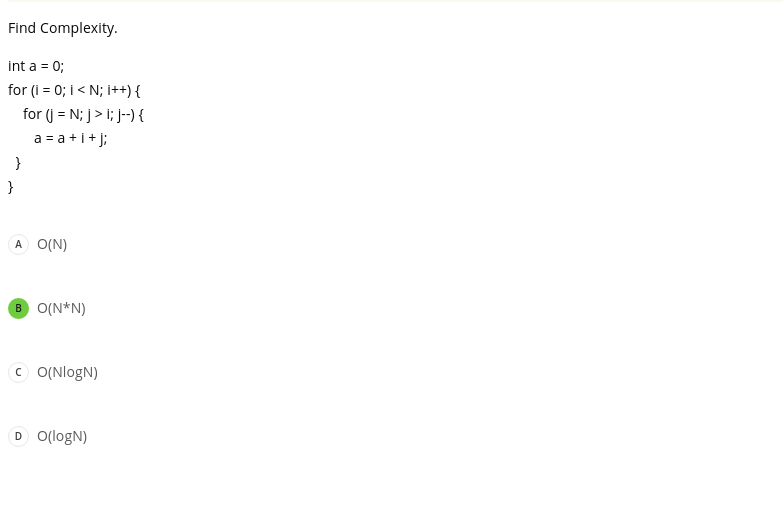 Find Complexity.
int a = 0;
for (i = 0; i < N; i++) {
for (j = N; j > i; j--) {
a = a + i + j;
}
}
A O(N)
B O(N*N)
C O(NlogN)
D O(logN)